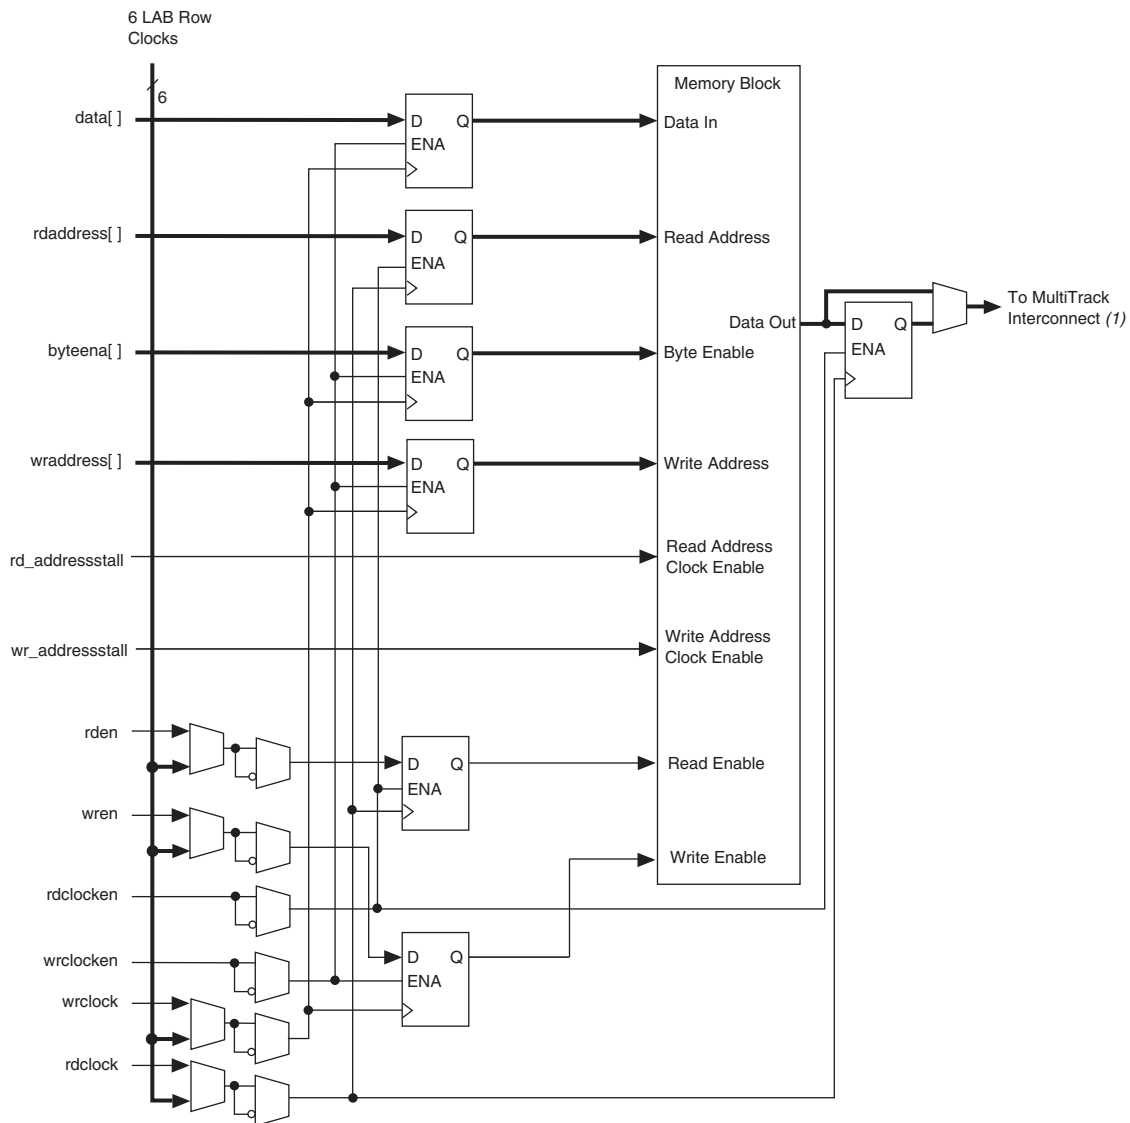 6 LAB Row
Clocks
6
Memory Block
data[ ]
D Q
Data In
ENA
rdaddress[ ]
D Q
Read Address
ENA
To MultiTrack
Interconnect (1)
Data Out
D Q
ENA
byteena[ ]
D Q
Byte Enable
ENA
wraddress[ ]
D Q
Write Address
ENA
rd_addressstall
Read Address
Clock Enable
wr_addressstall
Write Address
Clock Enable
rden
D Q
Read Enable
ENA
wren
Write Enable
rdclocken
wrclocken
D Q
ENA
wrclock
rdclock